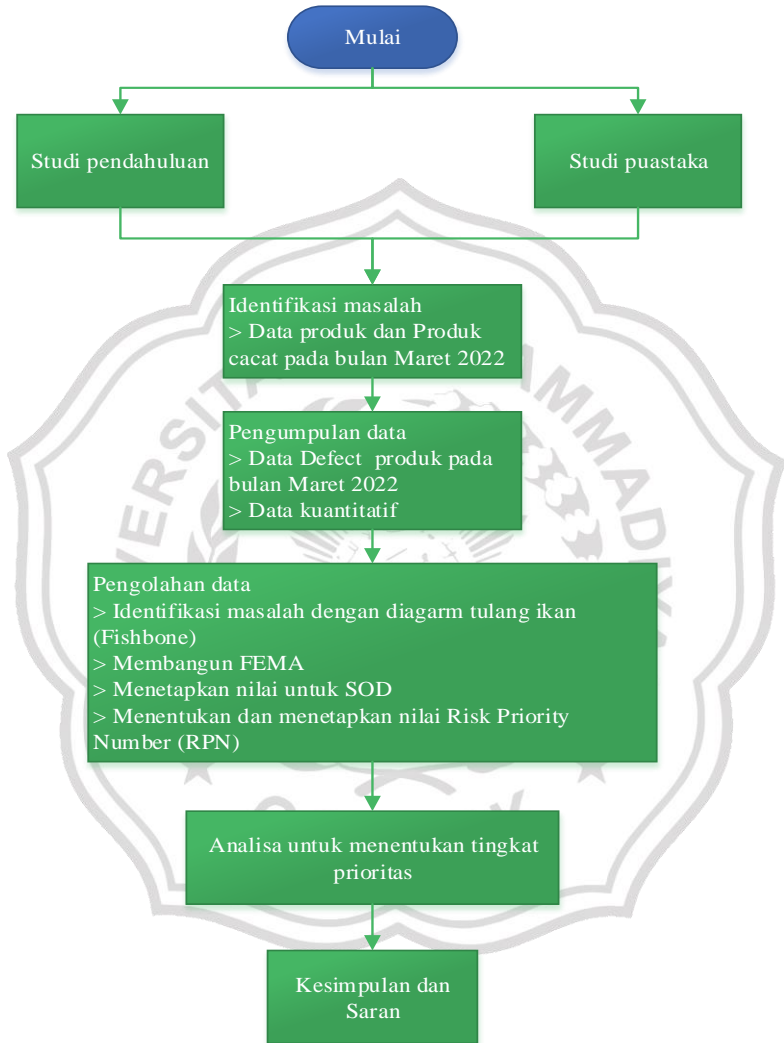 Mulai
Studi pendahuluan
Studi puastaka
Identifikasi masalah
> Data produk dan Produk
cacat pada bulan Maret 2022
Pengumpulan data
> Data Defect produk pada
bulan Maret 2022
> Data kuantitatif
Pengolahan data
> Identifikasi masalah dengan diagarm tulang ikan
(Fishbone)
> Membangun FEMA
> Menetapkan nilai untuk SOD
> Menentukan dan menetapkan nilai Risk Priority
Number (RPN)
Analisa untuk menentukan tingkat
prioritas
Kesimpulan dan
Saran